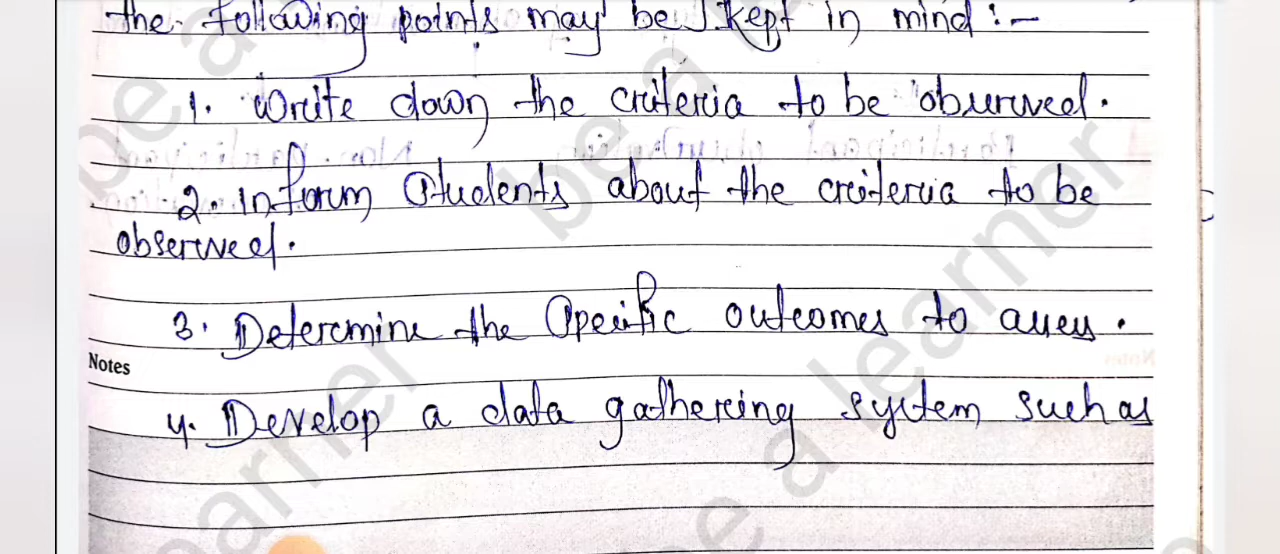 the following points may be kept in mind :-
1. Write down the criteria to be observed.
2. Inform students about the criteria to be
observed.
3. Determine the specific outcomes to assess.
Notes
4. Develop a data gathering system such as
be a learner